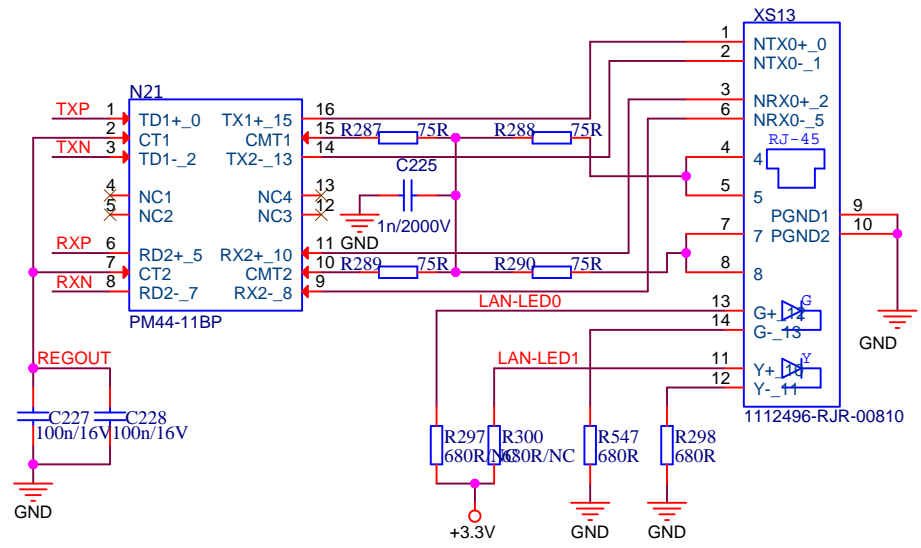 XS13
1 NTX0+_0
2 NTX0-_1
3 NRX0+_2
6 NRX0-_5
RJ-45
4 4
5 5
PGND1 9
PGND2 10
7 7
8 8
13 G+_12 G
14 G-_13
11 Y+_10 Y
12 Y-_11
1112496-RJR-00810
GND
N21
TXP 1 TD1+_0 TX1+_15 16
2 CT1 CMT1 15
TXN 3 TD1-_2 TX2-_13 14
4 NC1 NC4 13
5 NC2 NC3 12
RXP 6 RD2+_5 RX2+_10 11
7 CT2 CMT2 10
RXN 8 RD2-_7 RX2-_8 9
PM44-11BP
R287 75R
R288 75R
C225
1n/2000V
GND
R289 75R
R290 75R
LAN-LED0
LAN-LED1
REGOUT
C227
100n/16V
C228
100n/16V
GND
R297
680R/NC
R300
680R/NC
R547
680R
R298
680R
+3.3V
GND
GND